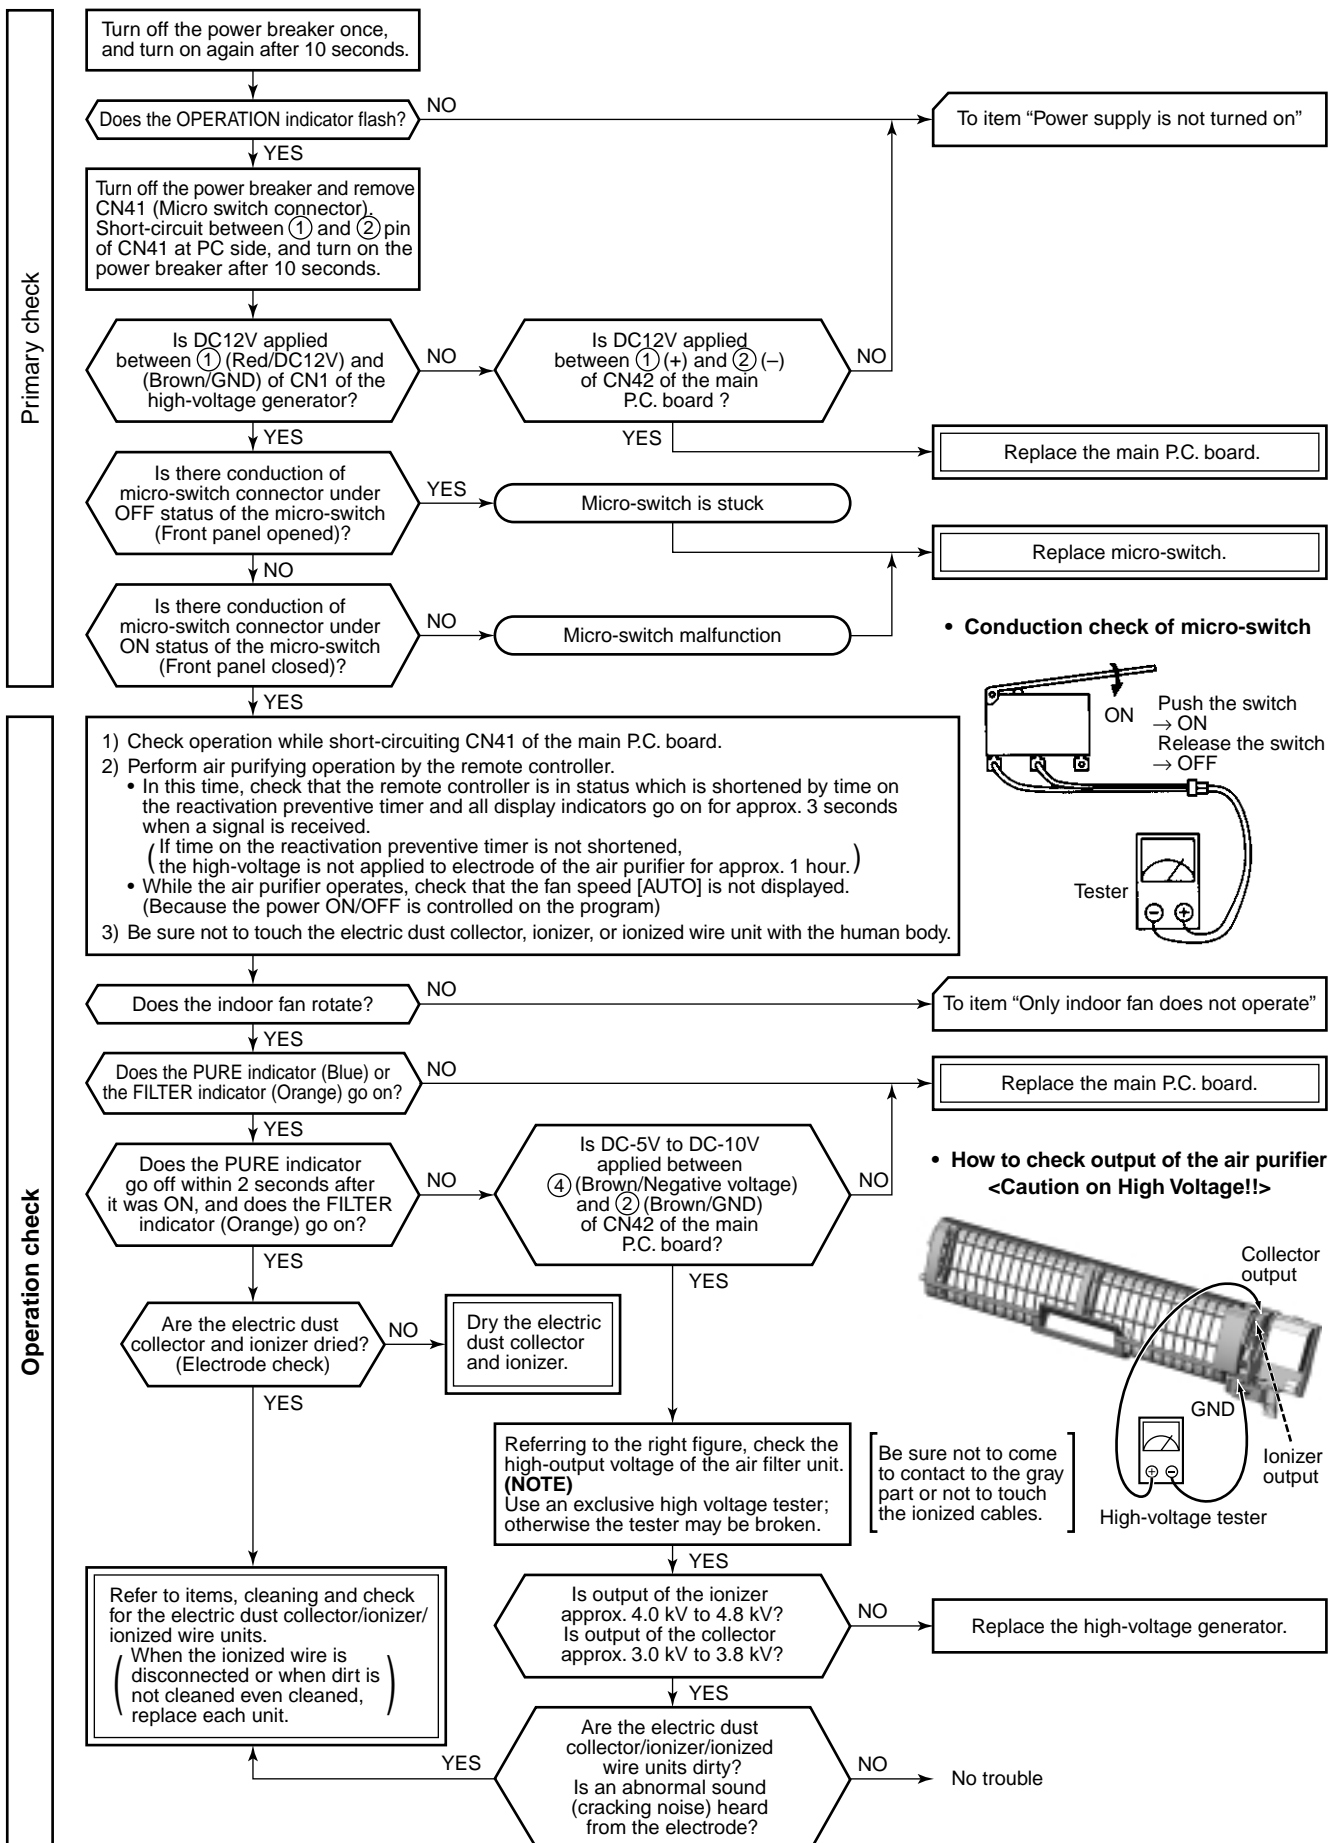 Primary check
Turn off the power breaker once,
and turn on again after 10 seconds.
Does the OPERATION indicator flash?
NO
To item “Power supply is not turned on”
YES
Turn off the power breaker and remove
CN41 (Micro switch connector).
Short-circuit between ① and ② pin
of CN41 at PC side, and turn on the
power breaker after 10 seconds.
Is DC12V applied
between ① (Red/DC12V) and
(Brown/GND) of CN1 of the
high-voltage generator?
NO
Is DC12V applied
between ① (+) and ② (–)
of CN42 of the main
P.C. board ?
NO
YES
YES
Replace the main P.C. board.
Is there conduction of
micro-switch connector under
OFF status of the micro-switch
(Front panel opened)?
YES
Micro-switch is stuck
Replace micro-switch.
NO
Is there conduction of
micro-switch connector under
ON status of the micro-switch
(Front panel closed)?
NO
Micro-switch malfunction
YES
• Conduction check of micro-switch
ON
Push the switch
→ ON
Release the switch
→ OFF
Tester
Operation check
1) Check operation while short-circuiting CN41 of the main P.C. board.
2) Perform air purifying operation by the remote controller.
• In this time, check that the remote controller is in status which is shortened by time on
the reactivation preventive timer and all display indicators go on for approx. 3 seconds
when a signal is received.
( If time on the reactivation preventive timer is not shortened,
the high-voltage is not applied to electrode of the air purifier for approx. 1 hour. )
• While the air purifier operates, check that the fan speed [AUTO] is not displayed.
(Because the power ON/OFF is controlled on the program)
3) Be sure not to touch the electric dust collector, ionizer, or ionized wire unit with the human body.
Does the indoor fan rotate?
NO
To item “Only indoor fan does not operate”
YES
Does the PURE indicator (Blue) or
the FILTER indicator (Orange) go on?
NO
Replace the main P.C. board.
YES
Does the PURE indicator
go off within 2 seconds after
it was ON, and does the FILTER
indicator (Orange) go on?
NO
Is DC-5V to DC-10V
applied between
④ (Brown/Negative voltage)
and ② (Brown/GND)
of CN42 of the main
P.C. board?
NO
YES
YES
• How to check output of the air purifier
<Caution on High Voltage!!>
Collector
output
GND
Ionizer
output
High-voltage tester
Are the electric dust
collector and ionizer dried?
(Electrode check)
NO
Dry the electric
dust collector
and ionizer.
YES
Referring to the right figure, check the
high-output voltage of the air filter unit.
(NOTE)
Use an exclusive high voltage tester;
otherwise the tester may be broken.
[ Be sure not to come
to contact to the gray
part or not to touch
the ionized cables. ]
YES
Refer to items, cleaning and check
for the electric dust collector/ionizer/
ionized wire units.
( When the ionized wire is
disconnected or when dirt is
not cleaned even cleaned,
replace each unit. )
Is output of the ionizer
approx. 4.0 kV to 4.8 kV?
Is output of the collector
approx. 3.0 kV to 3.8 kV?
NO
Replace the high-voltage generator.
YES
Are the electric dust
collector/ionizer/ionized
wire units dirty?
Is an abnormal sound
(cracking noise) heard
from the electrode?
YES
NO
No trouble